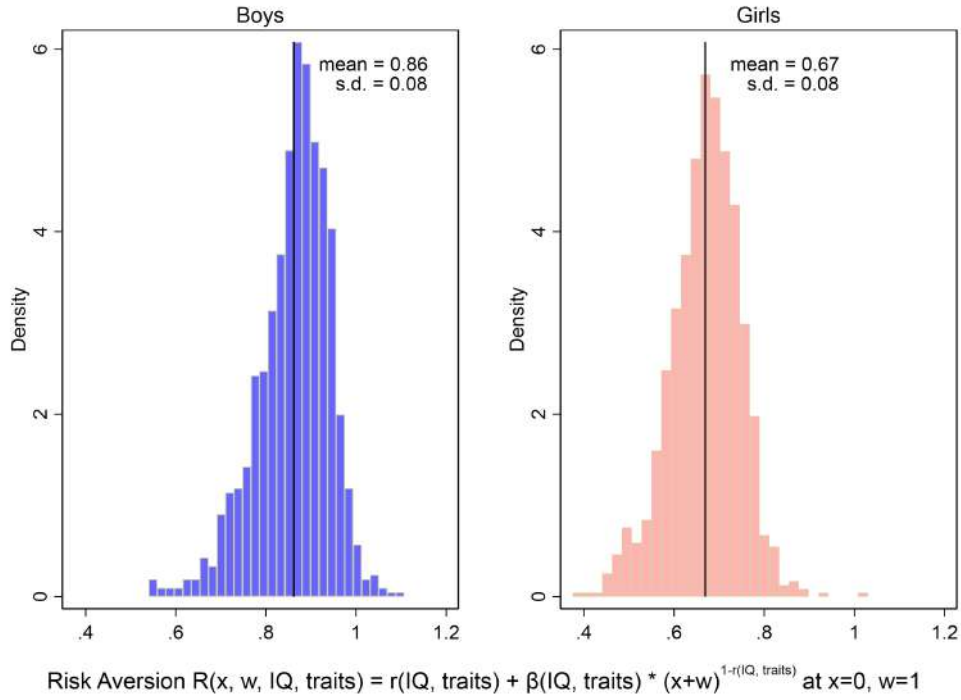 Boys
mean = 0.86
s.d. = 0.08
Density
0
2
4
6
.4 .6 .8 1 1.2
Girls
mean = 0.67
s.d. = 0.08
Density
0
2
4
6
.4 .6 .8 1 1.2
Risk Aversion R(x, w, IQ, traits) = r(IQ, traits) + β(IQ, traits) * (x+w)^1-r(IQ, traits) at x=0, w=1